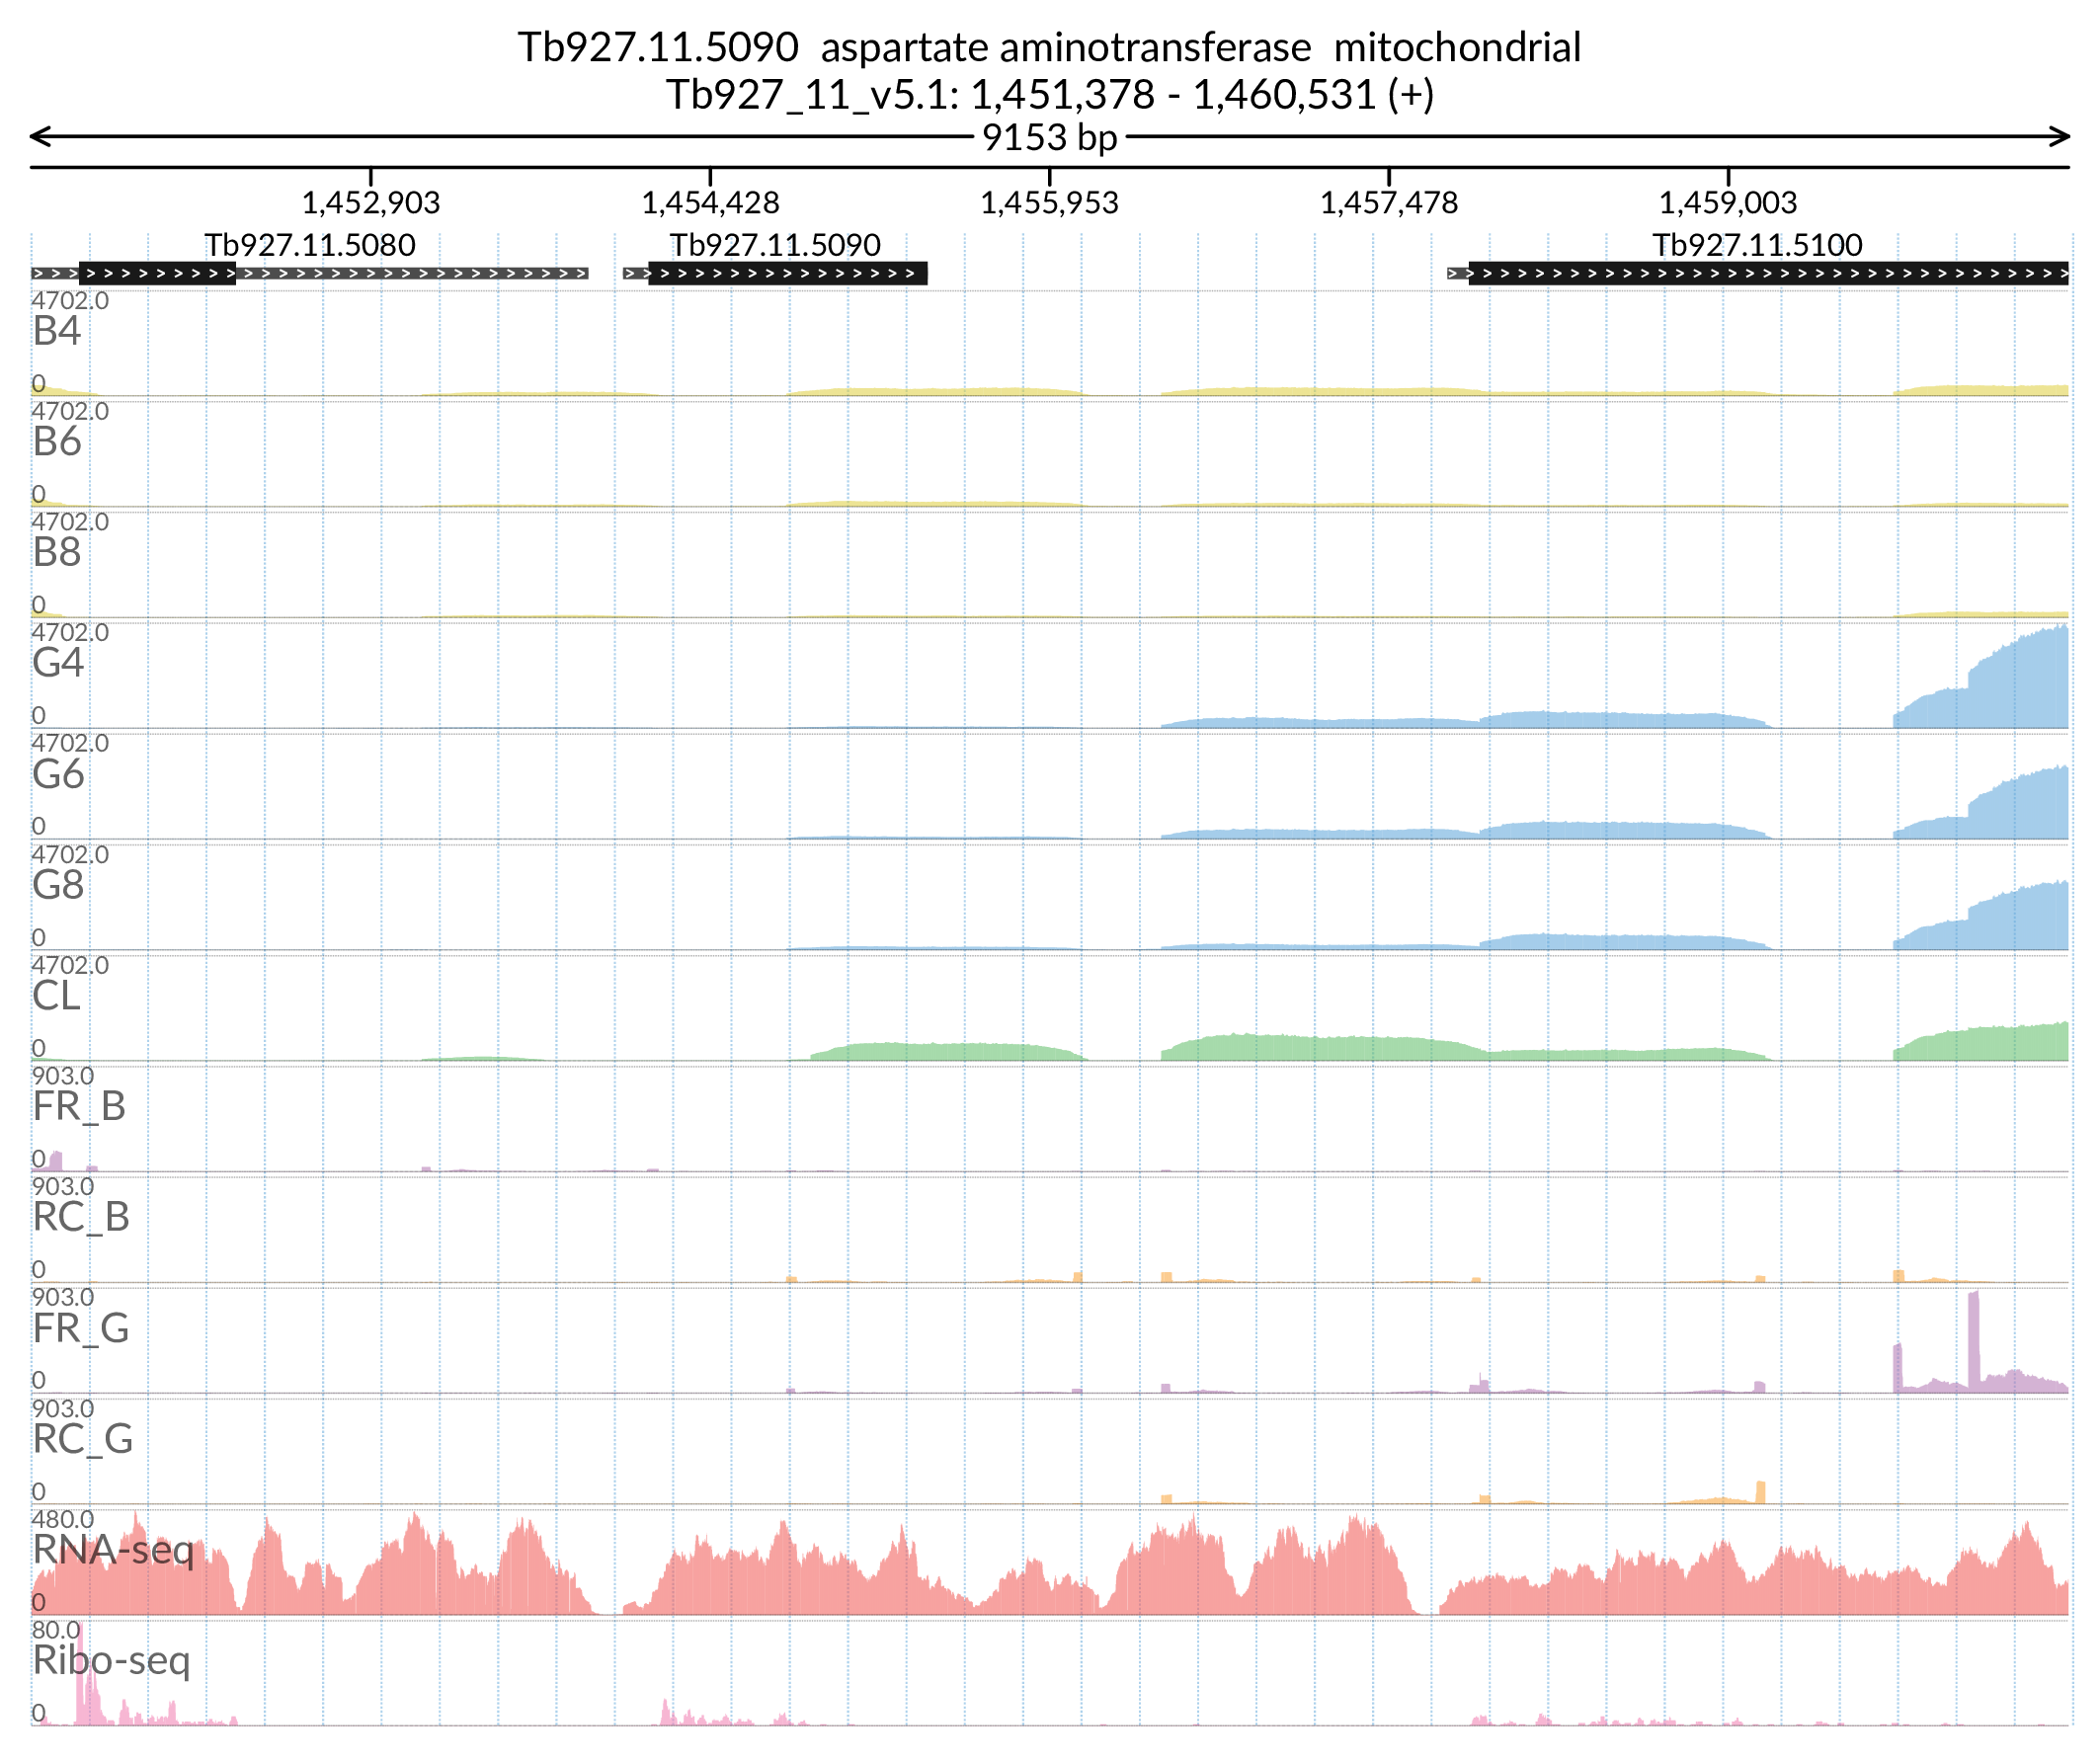 Tb927.11.5090  aspartate aminotransferase  mitochondrial
Tb927_11_v5.1: 1,451,378 - 1,460,531 (+)
9153 bp
1,452,903 1,454,428 1,455,953 1,457,478 1,459,003
Tb927.11.5080 Tb927.11.5090 Tb927.11.5100
4702.0
B4
0
4702.0
B6
0
4702.0
B8
0
4702.0
G4
0
4702.0
G6
0
4702.0
G8
0
4702.0
CL
0
903.0
FR_B
0
903.0
RC_B
0
903.0
FR_G
0
903.0
RC_G
0
480.0
RNA-seq
0
80.0
Ribo-seq
0